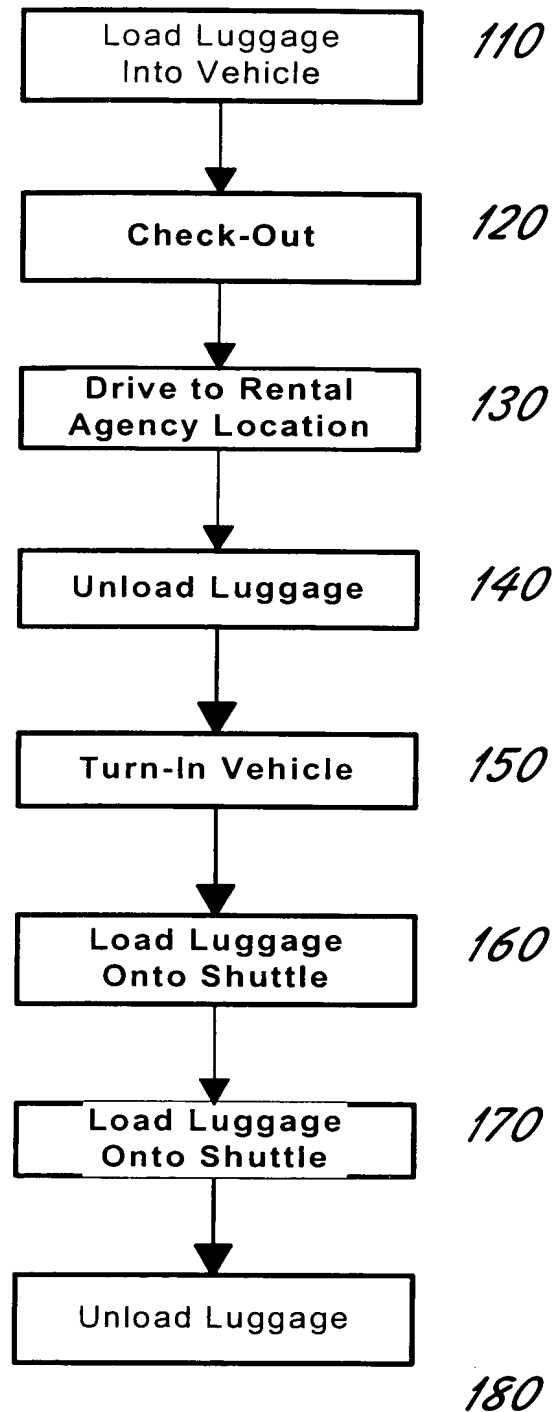 Load Luggage
Into Vehicle
110
Check-Out
120
Drive to Rental
Agency Location
130
Unload Luggage
140
Turn-In Vehicle
150
Load Luggage
Onto Shuttle
160
Load Luggage
Onto Shuttle
170
Unload Luggage
180